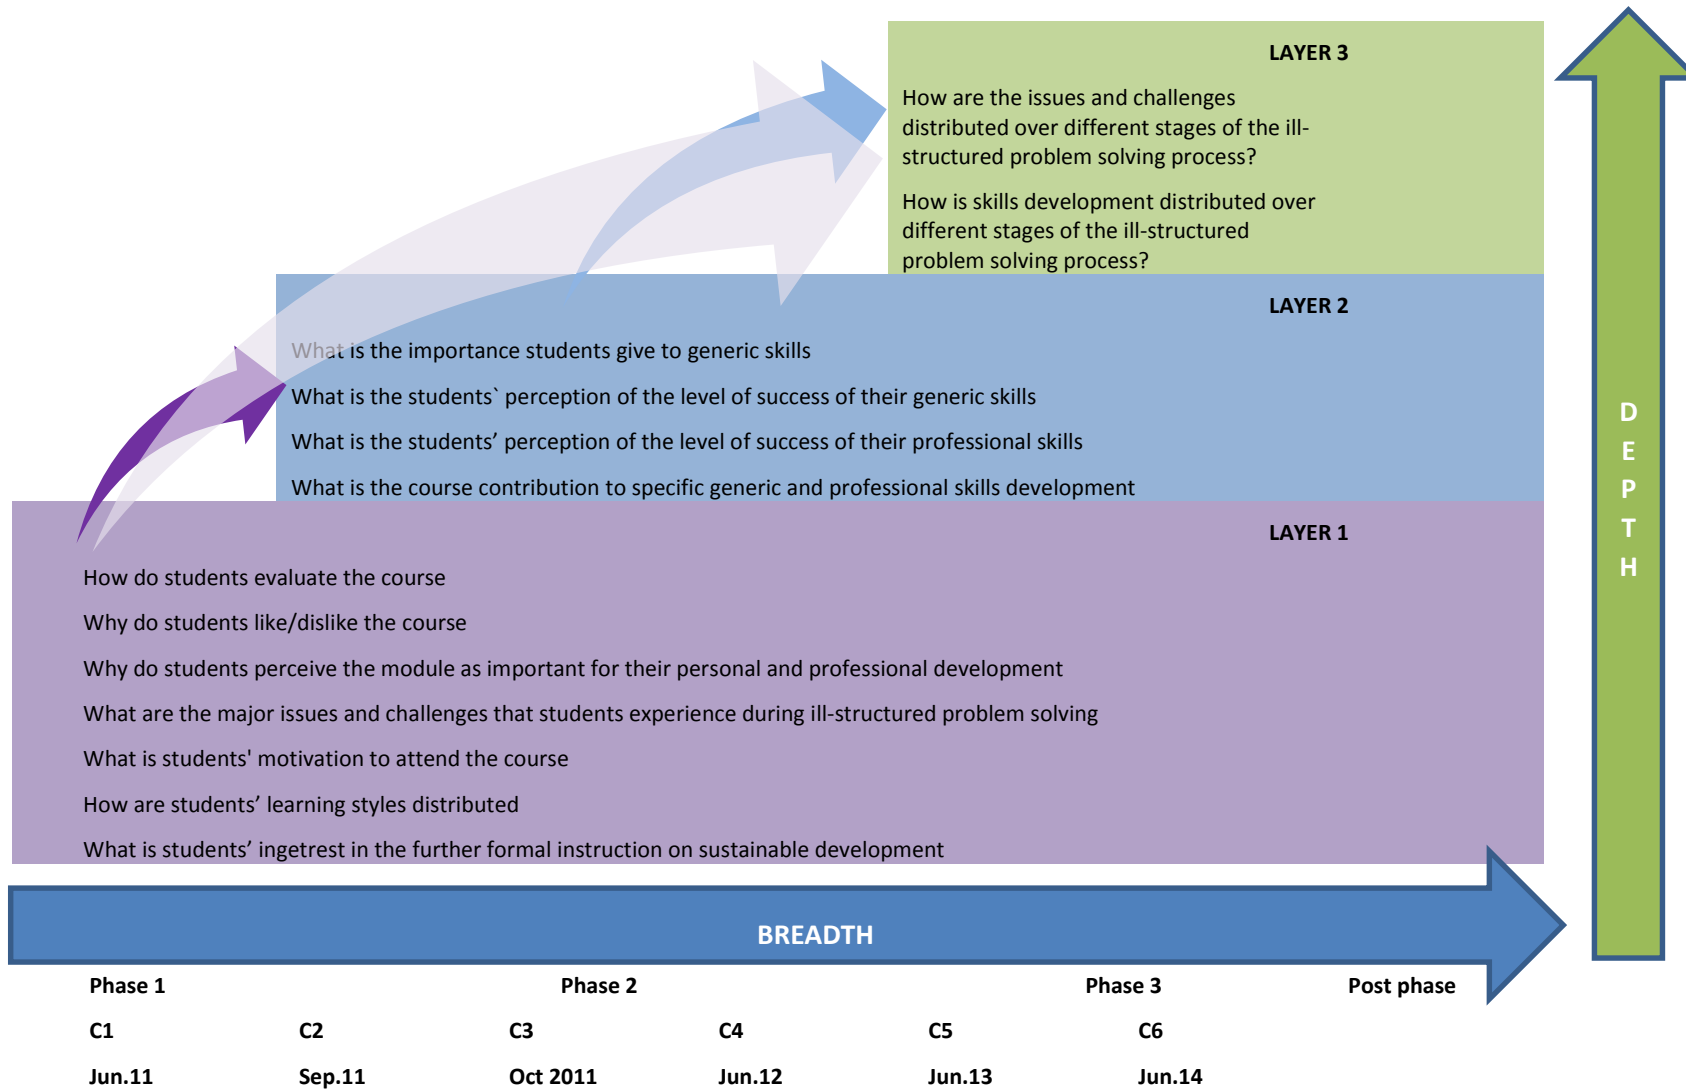 LAYER 3
How are the issues and challenges
distributed over different stages of the ill-
structured problem solving process?
How is skills development distributed over
different stages of the ill-structured
problem solving process?
LAYER 2
What is the importance students give to generic skills
What is the students` perception of the level of success of their generic skills
What is the students’ perception of the level of success of their professional skills
What is the course contribution to specific generic and professional skills development
LAYER 1
How do students evaluate the course
Why do students like/dislike the course
Why do students perceive the module as important for their personal and professional development
What are the major issues and challenges that students experience during ill-structured problem solving
What is students' motivation to attend the course
How are students’ learning styles distributed
What is students’ ingetrest in the further formal instruction on sustainable development
D
E
P
T
H
BREADTH
Phase 1 Phase 2 Phase 3 Post phase
C1 C2 C3 C4 C5 C6
Jun.11 Sep.11 Oct 2011 Jun.12 Jun.13 Jun.14